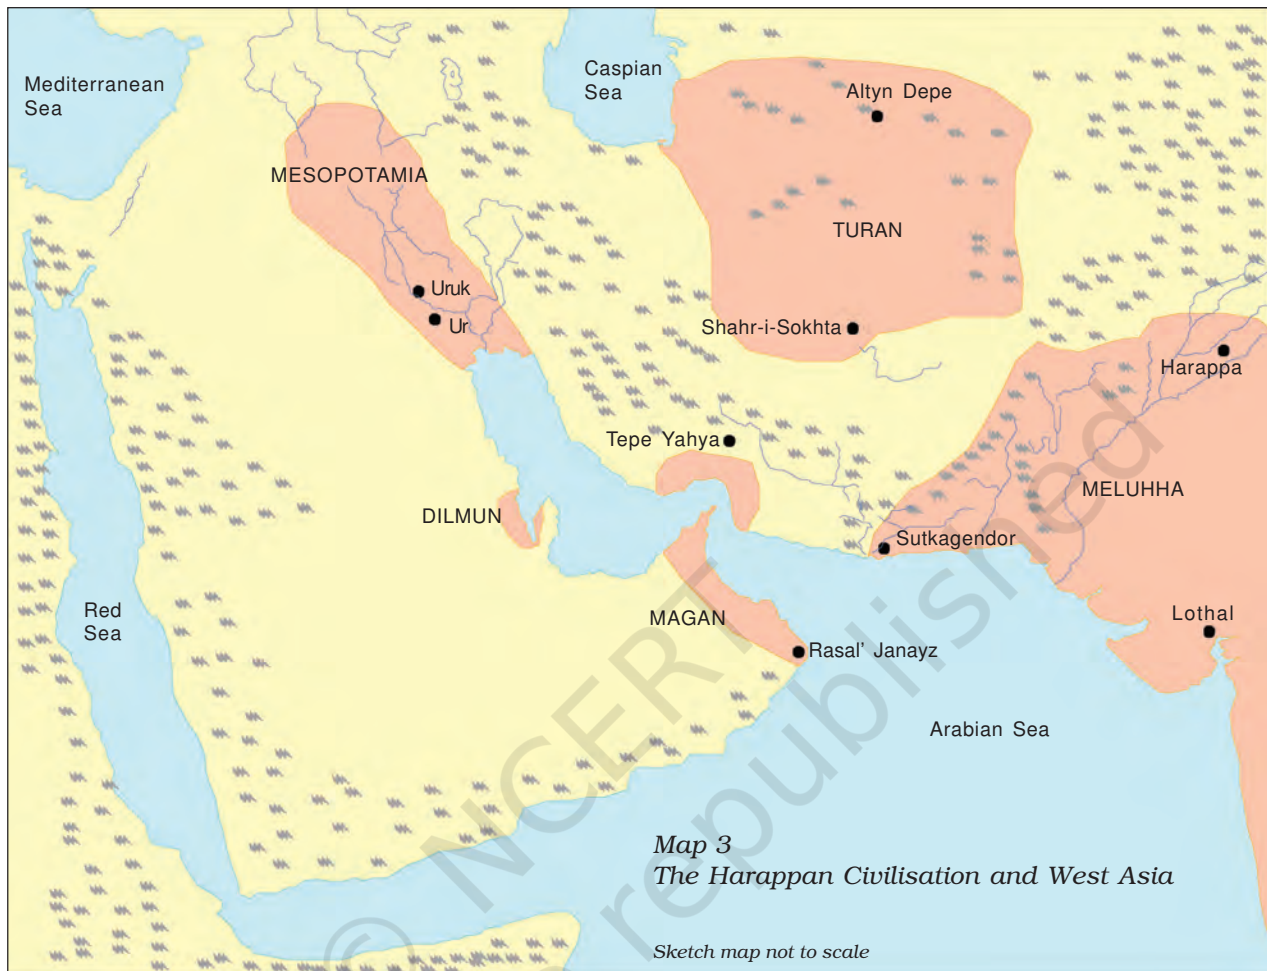 Mediterranean
Sea
Caspian
Sea
Altyn Depe
MESOPOTAMIA
TURAN
Uruk
Ur
Shahr-i-Sokhta
Harappa
Tepe Yahya
MELUHHA
DILMUN
Sutkagendor
Red
Sea
MAGAN
Lothal
Rasal' Janayz
Arabian Sea
Map 3
The Harappan Civilisation and West Asia
Sketch map not to scale
© NCERT
republished